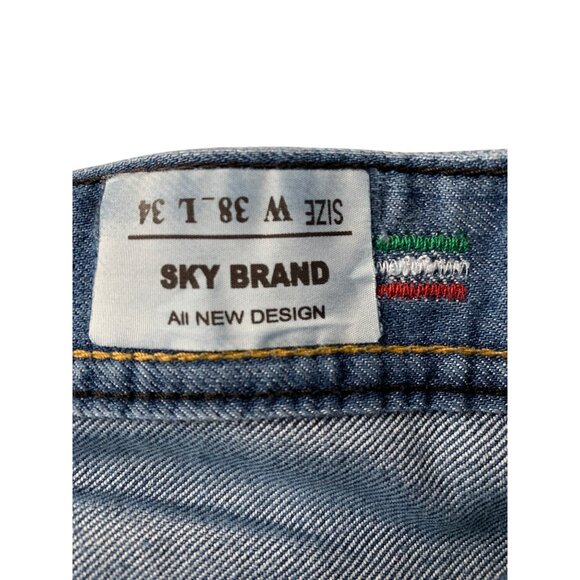 SIZE W 38_L 34
SKY BRAND
All NEW DESIGN